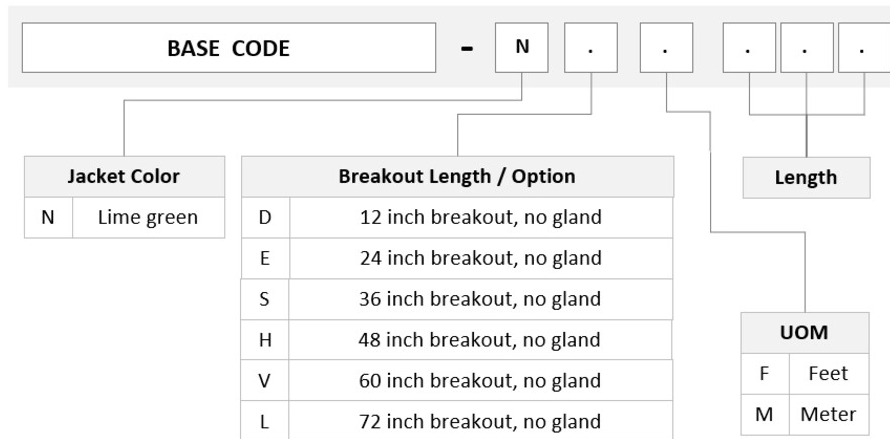 BASE CODE - N . . . . .
Jacket Color
N Lime green
Breakout Length / Option
D 12 inch breakout, no gland
E 24 inch breakout, no gland
S 36 inch breakout, no gland
H 48 inch breakout, no gland
V 60 inch breakout, no gland
L 72 inch breakout, no gland
Length
UOM
F Feet
M Meter